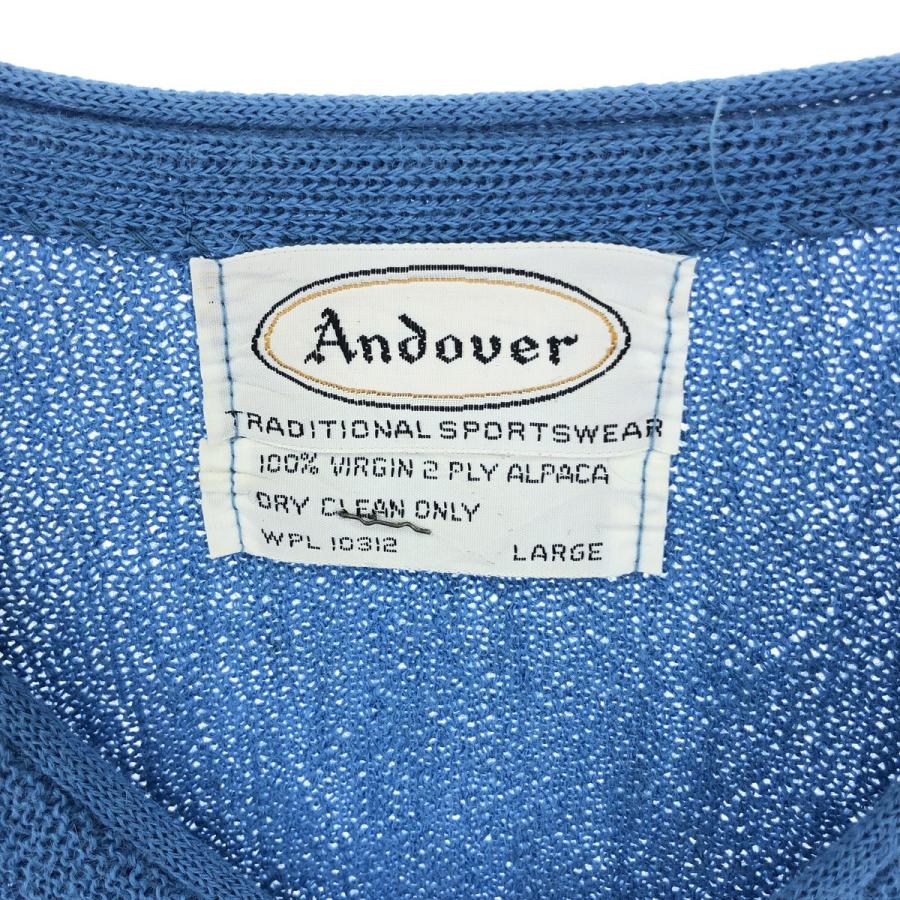 Andover
TRADITIONAL SPORTSWEAR
100% VIRGIN 2 PLY ALPACA
DRY CLEAN ONLY
WPL 10312 LARGE